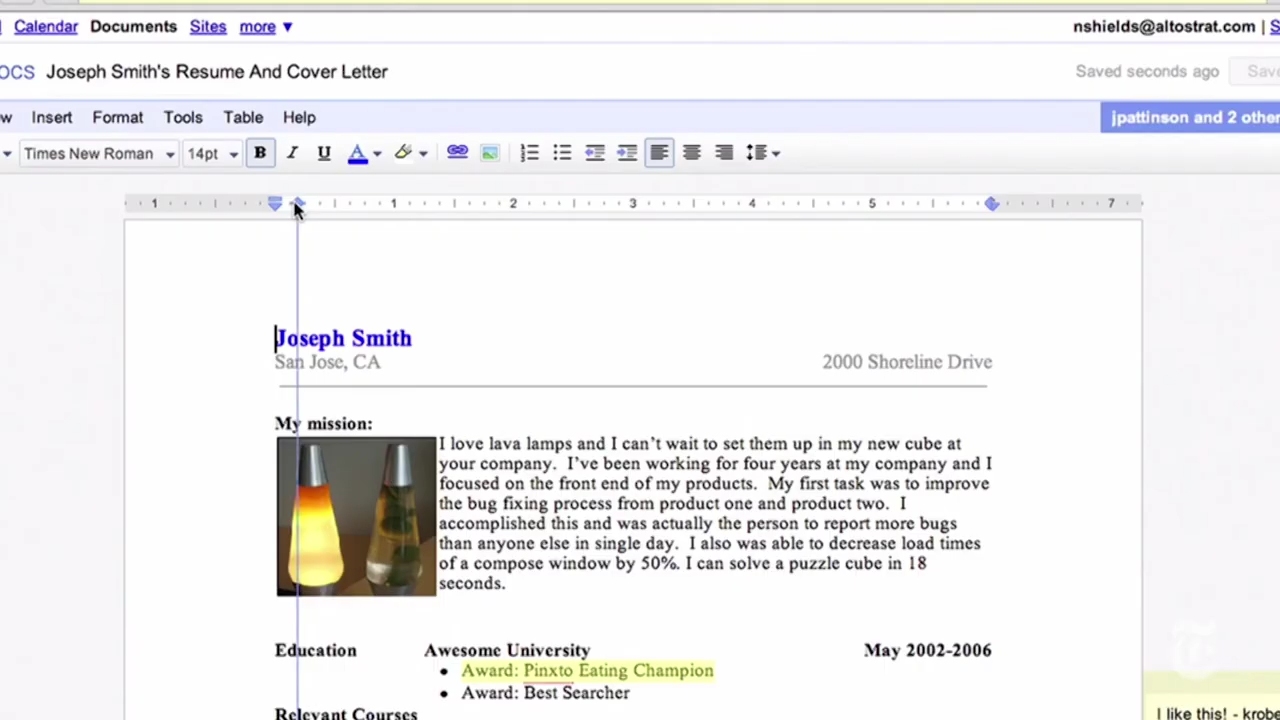 Calendar Documents Sites more ▼ nshields@altostrat.com |
Joseph Smith's Resume And Cover Letter Saved seconds ago
Insert Format Tools Table Help jpattinson and 2 other
Times New Roman 14pt B I U A
1 1 2 3 4 5 7
Joseph Smith
San Jose, CA 2000 Shoreline Drive
My mission:
I love lava lamps and I can't wait to set them up in my new cube at
your company. I've been working for four years at my company and I
focused on the front end of my products. My first task was to improve
the bug fixing process from product one and product two. I
accomplished this and was actually the person to report more bugs
than anyone else in single day. I also was able to decrease load times
of a compose window by 50%. I can solve a puzzle cube in 18
seconds.
Education Awesome University May 2002-2006
• Award: Pinxto Eating Champion
• Award: Best Searcher
Relevant Courses
I like this! - krobe